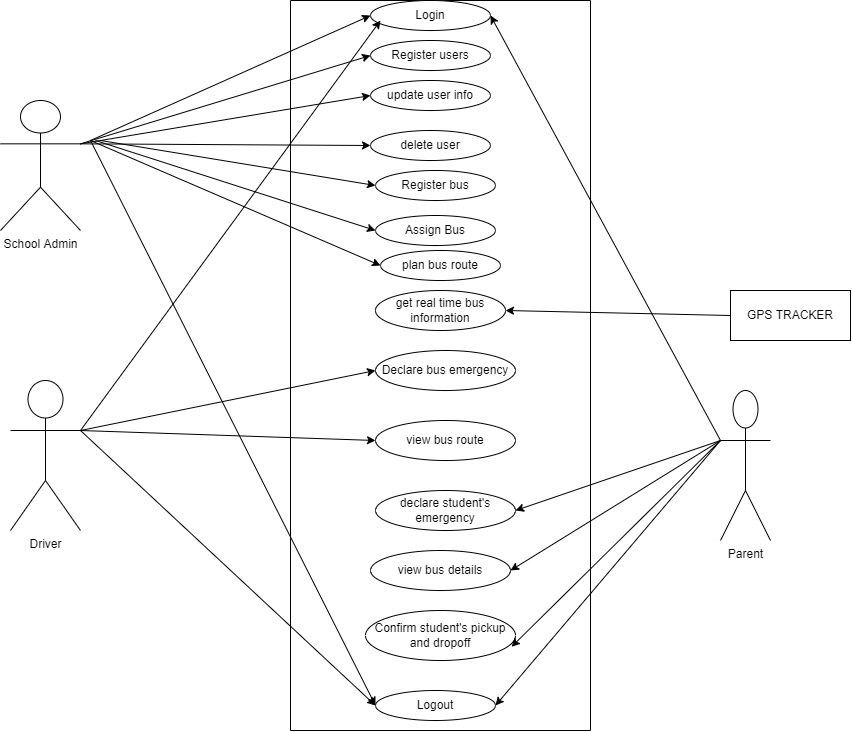 Login
Register users
update user info
delete user
Register bus
School Admin
Assign Bus
plan bus route
get real time bus
information
GPS TRACKER
Declare bus emergency
view bus route
declare student's
emergency
Driver
Parent
view bus details
Confirm student's pickup
and dropoff
Logout